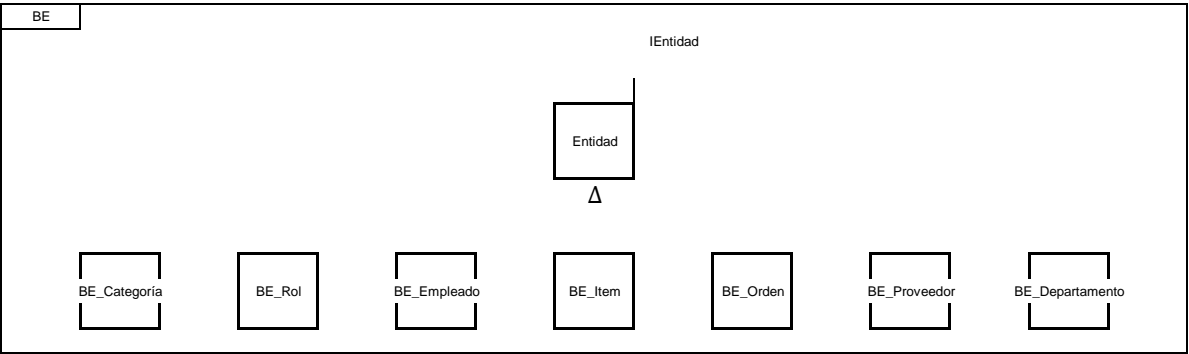 BE
IEntidad
Entidad
Δ
BE_Categoría
BE_Rol
BE_Empleado
BE_Item
BE_Orden
BE_Proveedor
BE_Departamento